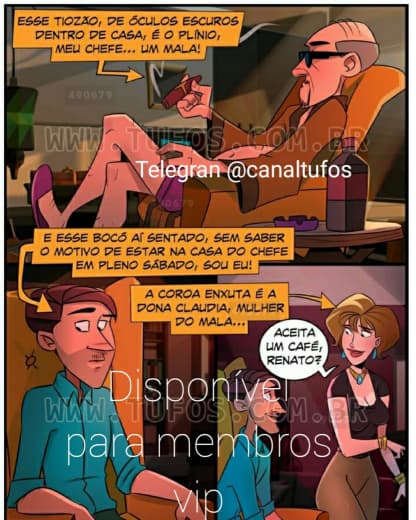 ESSE TIOZÃO, DE ÓCULOS ESCUROS
DENTRO DE CASA, É O PLÍNIO,
MEU CHEFE... UM MALA!
490679
WWW.TUFOS.COM.BR
Telegran @canaltufos
E ESSE BOCÓ AÍ SENTADO, SEM SABER
O MOTIVO DE ESTAR NA CASA DO CHEFE
EM PLENO SÁBADO, SOU EU!
A COROA ENXUTA É A
DONA CLAUDIA, MULHER
DO MALA...
ACEITA
UM CAFÉ,
RENATO?
Disponível
WWW.TUFOS.COM.BR
para membros
vip